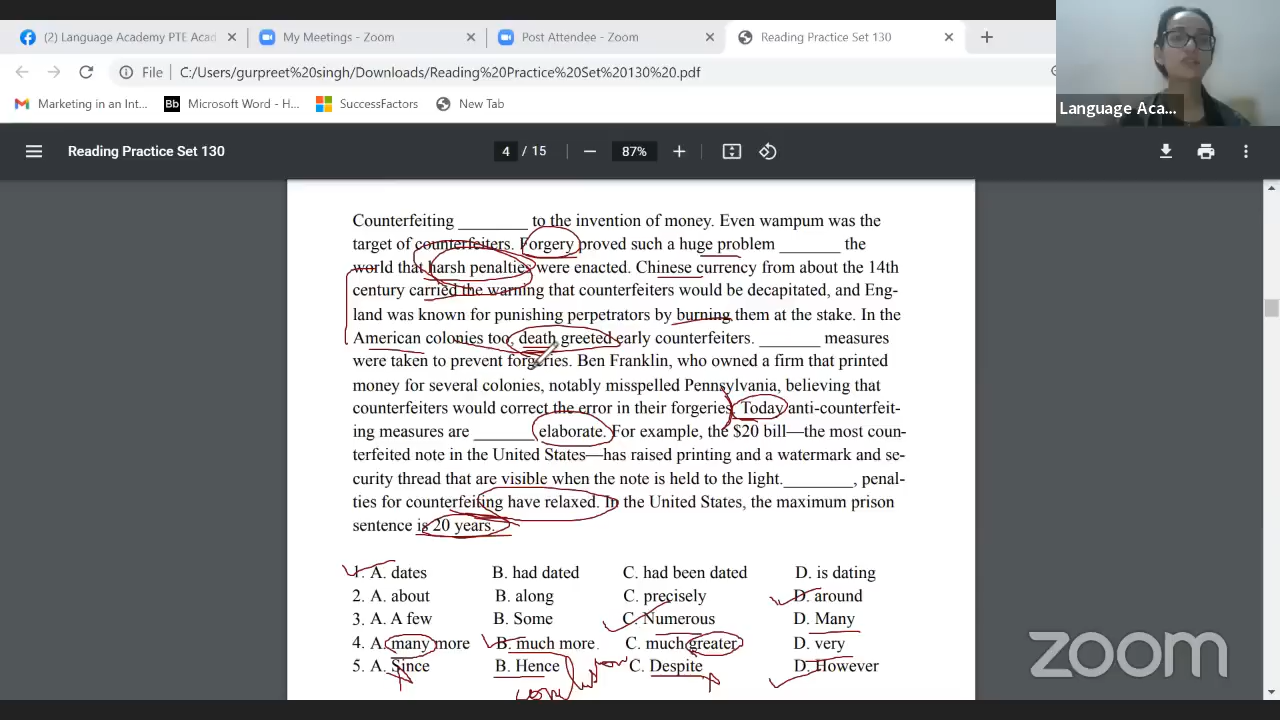 (2) Language Academy PTE Acad
My Meetings - Zoom
Post Attendee - Zoom
Reading Practice Set 130
File C:/Users/gurpreet%20singh/Downloads/Reading%20Practice%20Set%20130%20.pdf
Marketing in an Int...
Bb Microsoft Word - H...
SuccessFactors
New Tab
Language Aca...
Reading Practice Set 130
4 / 15
87%
Counterfeiting ________ to the invention of money. Even wampum was the
target of counterfeiters. Forgery proved such a huge problem _______ the
world that harsh penalties were enacted. Chinese currency from about the 14th
century carried the warning that counterfeiters would be decapitated, and Eng-
land was known for punishing perpetrators by burning them at the stake. In the
American colonies too, death greeted early counterfeiters. _______ measures
were taken to prevent forgeries. Ben Franklin, who owned a firm that printed
money for several colonies, notably misspelled Pennsylvania, believing that
counterfeiters would correct the error in their forgeries. Today anti-counterfeit-
ing measures are _______ elaborate. For example, the $20 bill—the most coun-
terfeited note in the United States—has raised printing and a watermark and se-
curity thread that are visible when the note is held to the light.________, penal-
ties for counterfeiting have relaxed. In the United States, the maximum prison
sentence is 20 years.
1. A. dates B. had dated C. had been dated D. is dating
2. A. about B. along C. precisely D. around
3. A. A few B. Some C. Numerous D. Many
4. A. many more B. much more. C. much greater D. very
5. A. Since B. Hence C. Despite D. However
zoom